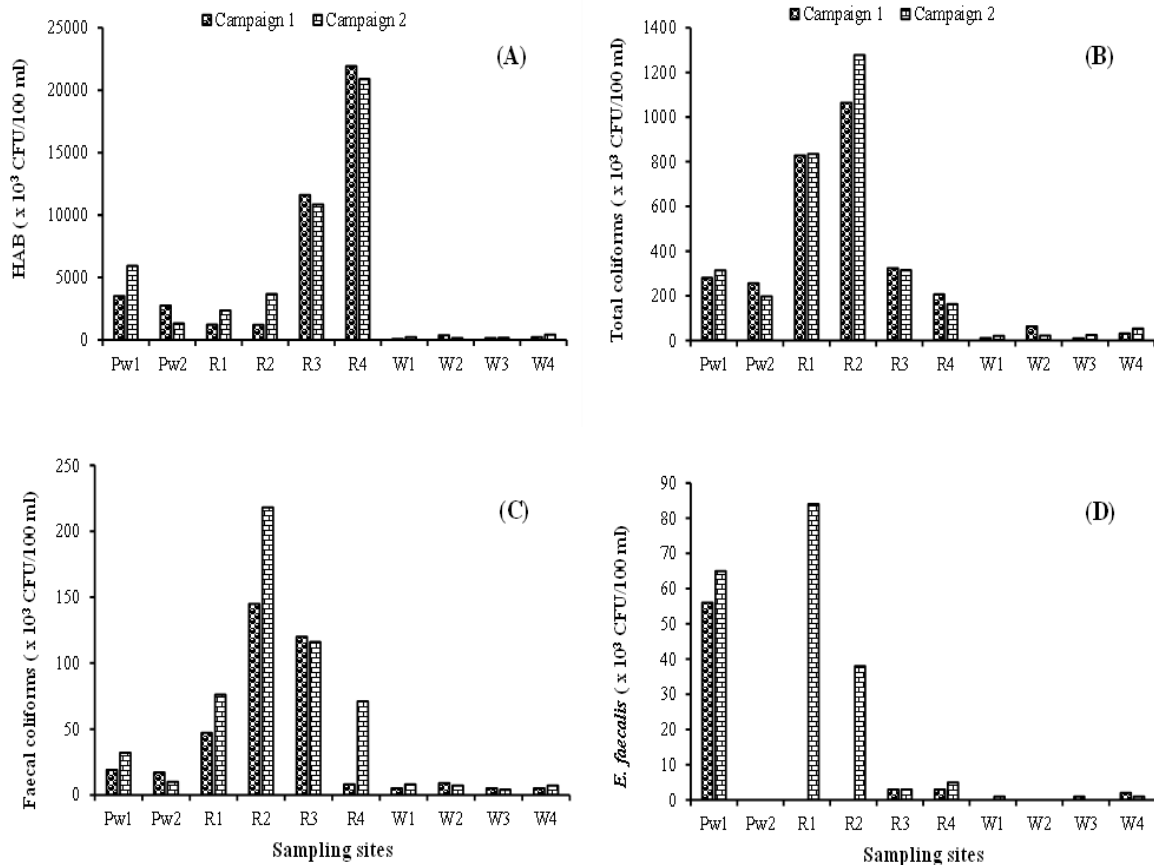 Campaign 1 Campaign 2
(A)
HAB ( x 10³ CFU/100 ml)
25000
20000
15000
10000
5000
0
Pw1 Pw2 R1 R2 R3 R4 W1 W2 W3 W4
Campaign 1 Campaign 2
(B)
Total coliforms ( x 10³ CFU/100 ml)
1400
1200
1000
800
600
400
200
0
Pw1 Pw2 R1 R2 R3 R4 W1 W2 W3 W4
Sampling sites
(C)
Faecal coliforms ( x 10³ CFU/100 ml)
250
200
150
100
50
0
Pw1 Pw2 R1 R2 R3 R4 W1 W2 W3 W4
Sampling sites
(D)
E. faecalis ( x 10³ CFU/100 ml)
90
80
70
60
50
40
30
20
10
0
Pw1 Pw2 R1 R2 R3 R4 W1 W2 W3 W4
Sampling sites